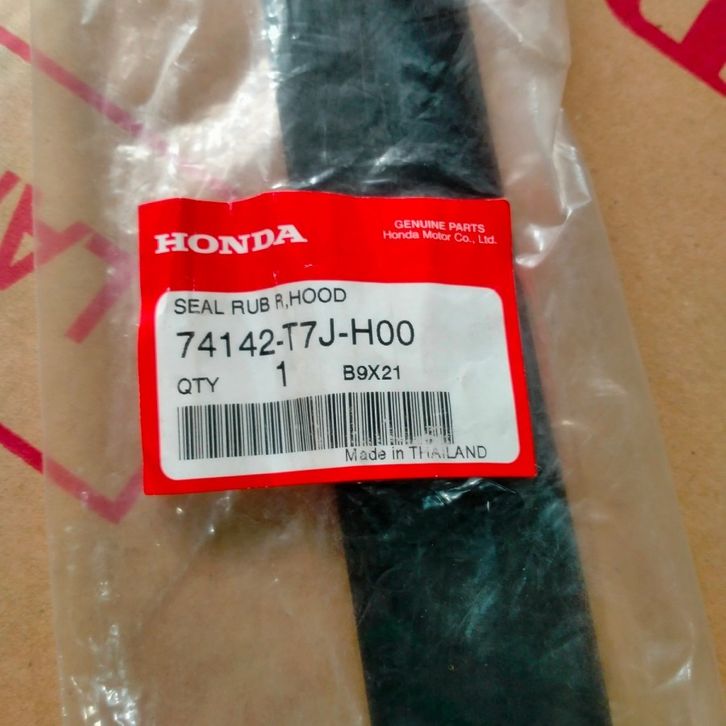 HONDA
GENUINE PARTS
Honda Motor Co., Ltd.
SEAL RUB R,HOOD
74142-T7J-H00
QTY 1 B9X21
Made in THAILAND